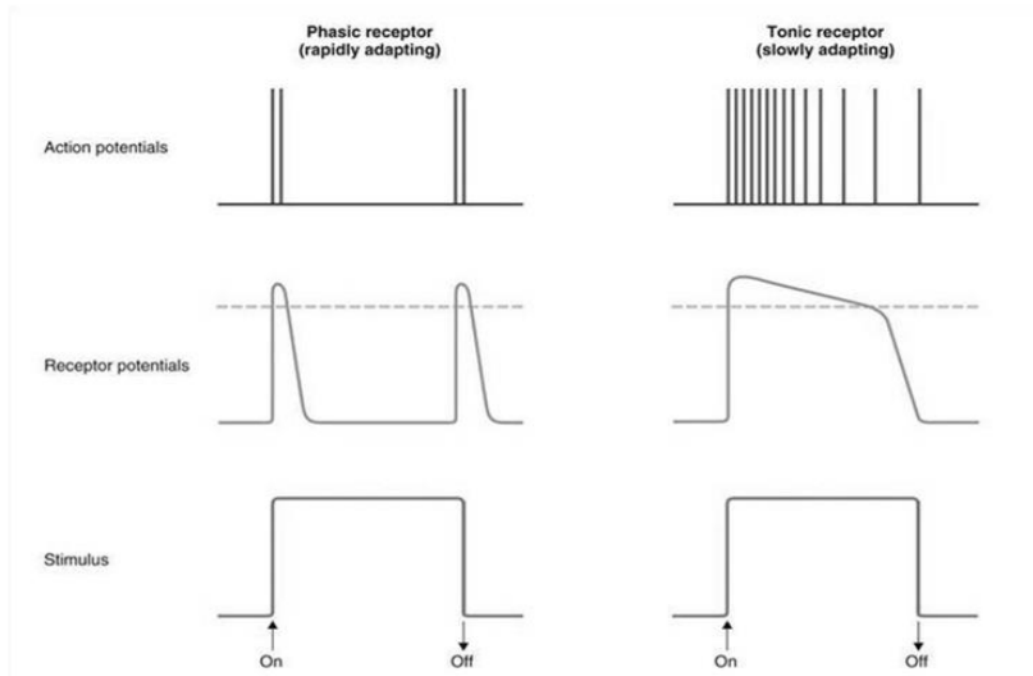 Phasic receptor
(rapidly adapting)
Tonic receptor
(slowly adapting)
Action potentials
Receptor potentials
Stimulus
On
Off
On
Off